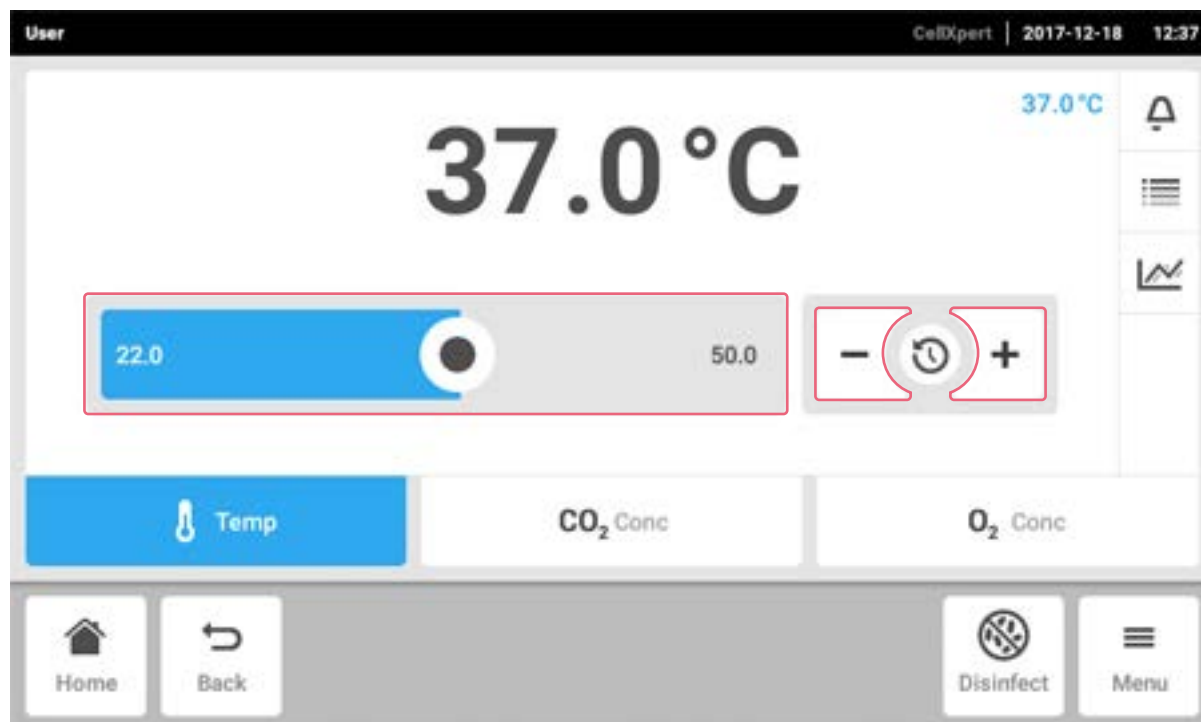 User CellXpert | 2017-12-18 12:37
37.0°C
37.0°C
22.0 50.0 − +
Temp CO₂ Conc O₂ Conc
Home Back Disinfect Menu